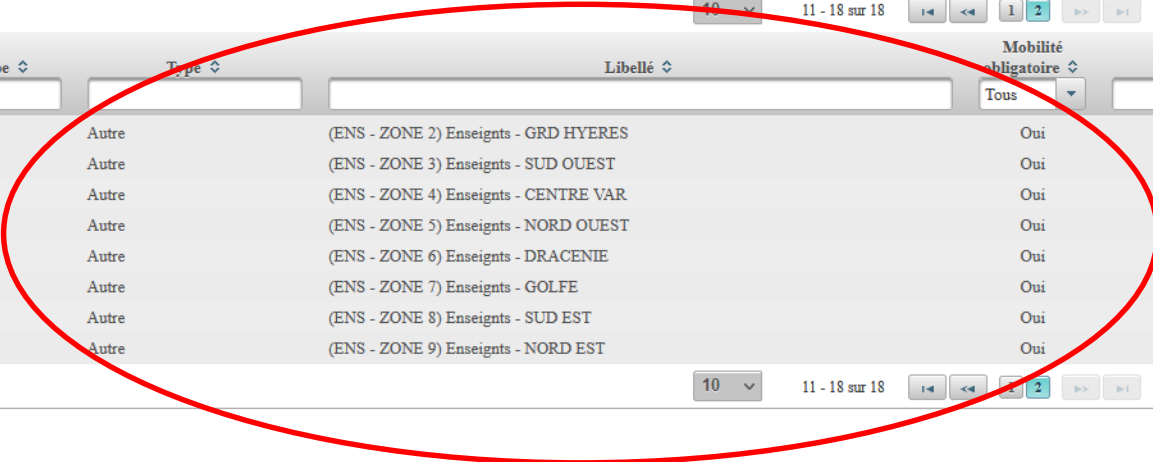 10 11 - 18 sur 18 1 2
pe Type Libellé Mobilité obligatoire
Tous
Autre (ENS - ZONE 2) Enseignts - GRD HYERES Oui
Autre (ENS - ZONE 3) Enseignts - SUD OUEST Oui
Autre (ENS - ZONE 4) Enseignts - CENTRE VAR Oui
Autre (ENS - ZONE 5) Enseignts - NORD OUEST Oui
Autre (ENS - ZONE 6) Enseignts - DRACENIE Oui
Autre (ENS - ZONE 7) Enseignts - GOLFE Oui
Autre (ENS - ZONE 8) Enseignts - SUD EST Oui
Autre (ENS - ZONE 9) Enseignts - NORD EST Oui
10 11 - 18 sur 18 1 2